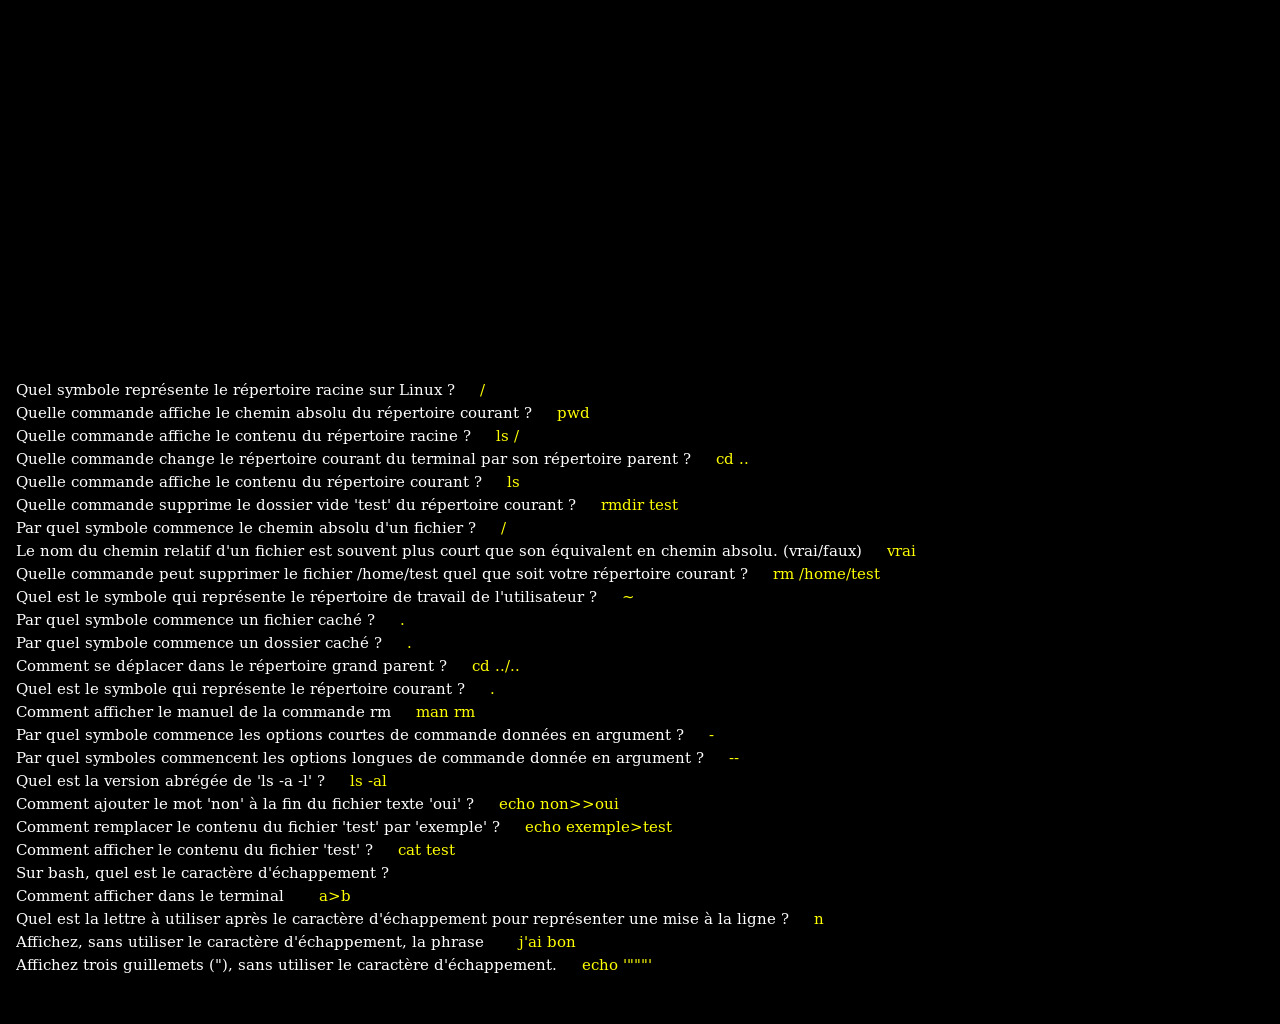 Quel symbole représente le répertoire racine sur Linux ? /
Quelle commande affiche le chemin absolu du répertoire courant ? pwd
Quelle commande affiche le contenu du répertoire racine ? ls /
Quelle commande change le répertoire courant du terminal par son répertoire parent ? cd ..
Quelle commande affiche le contenu du répertoire courant ? ls
Quelle commande supprime le dossier vide 'test' du répertoire courant ? rmdir test
Par quel symbole commence le chemin absolu d'un fichier ? /
Le nom du chemin relatif d'un fichier est souvent plus court que son équivalent en chemin absolu. (vrai/faux) vrai
Quelle commande peut supprimer le fichier /home/test quel que soit votre répertoire courant ? rm /home/test
Quel est le symbole qui représente le répertoire de travail de l'utilisateur ? ~
Par quel symbole commence un fichier caché ? .
Par quel symbole commence un dossier caché ? .
Comment se déplacer dans le répertoire grand parent ? cd ../..
Quel est le symbole qui représente le répertoire courant ? .
Comment afficher le manuel de la commande rm man rm
Par quel symbole commence les options courtes de commande données en argument ? -
Par quel symboles commencent les options longues de commande donnée en argument ? --
Quel est la version abrégée de 'ls -a -l' ? ls -al
Comment ajouter le mot 'non' à la fin du fichier texte 'oui' ? echo non>>oui
Comment remplacer le contenu du fichier 'test' par 'exemple' ? echo exemple>test
Comment afficher le contenu du fichier 'test' ? cat test
Sur bash, quel est le caractère d'échappement ?
Comment afficher dans le terminal a>b
Quel est la lettre à utiliser après le caractère d'échappement pour représenter une mise à la ligne ? n
Affichez, sans utiliser le caractère d'échappement, la phrase j'ai bon
Affichez trois guillemets ("), sans utiliser le caractère d'échappement. echo '"""'